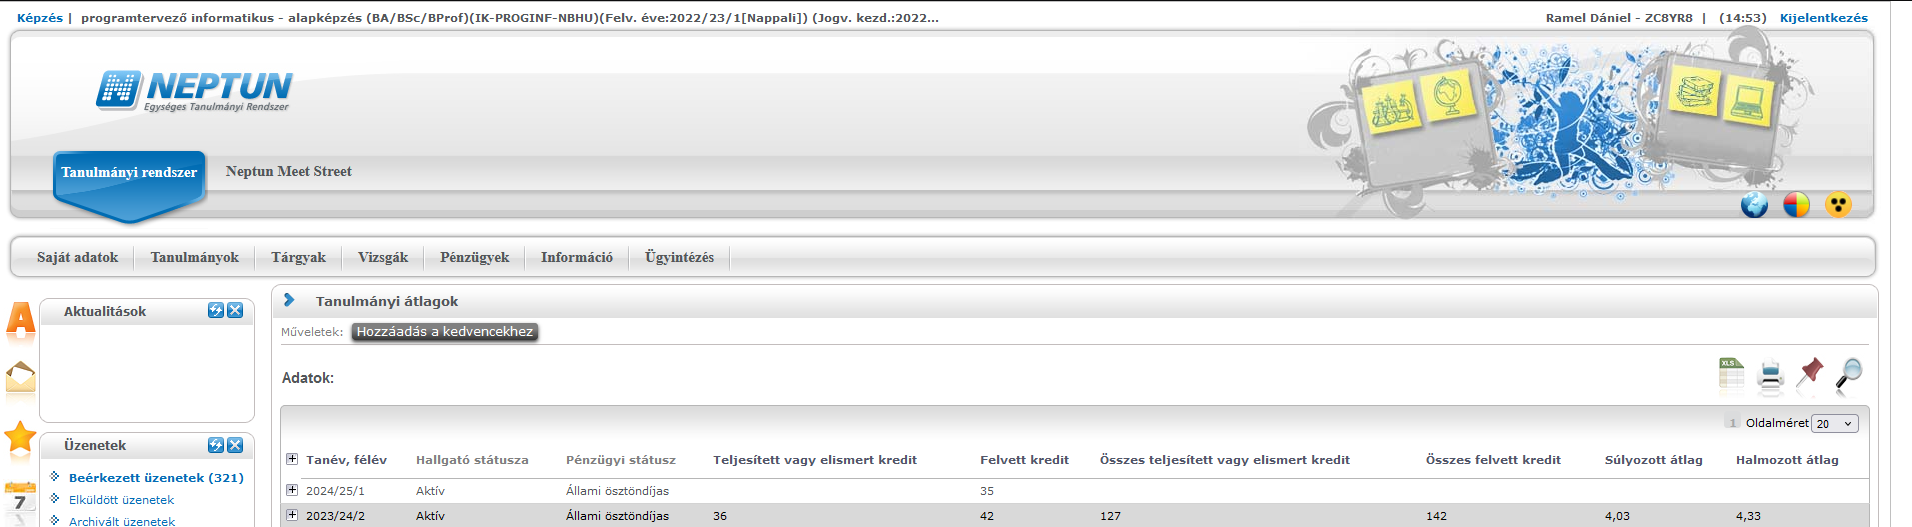 Képzés | programtervező informatikus - alapképzés (BA/BSc/BProf)(IK-PROGINF-NBHU)(Felv. éve:2022/23/1[Nappali]) (Jogv. kezd.:2022...
Ramel Dániel - ZC8YR8 | (14:53) Kijelentkezés
NEPTUN
Egységes Tanulmányi Rendszer
Tanulmányi rendszer
Neptun Meet Street
Saját adatok
Tanulmányok
Tárgyak
Vizsgák
Pénzügyek
Információ
Ügyintézés
A
7
Aktualitások
Üzenetek
Beérkezett üzenetek (321)
Elküldött üzenetek
Archivált üzenetek
Tanulmányi átlagok
Műveletek: Hozzáadás a kedvencekhez
Adatok:
XLS
1 Oldalméret 20
Tanév, félév Hallgató státusza Pénzügyi státusz Teljesített vagy elismert kredit Felvett kredit Összes teljesített vagy elismert kredit Összes felvett kredit Súlyozott átlag Halmozott átlag
2024/25/1 Aktív Állami ösztöndíjas 35
2023/24/2 Aktív Állami ösztöndíjas 36 42 127 142 4,03 4,33